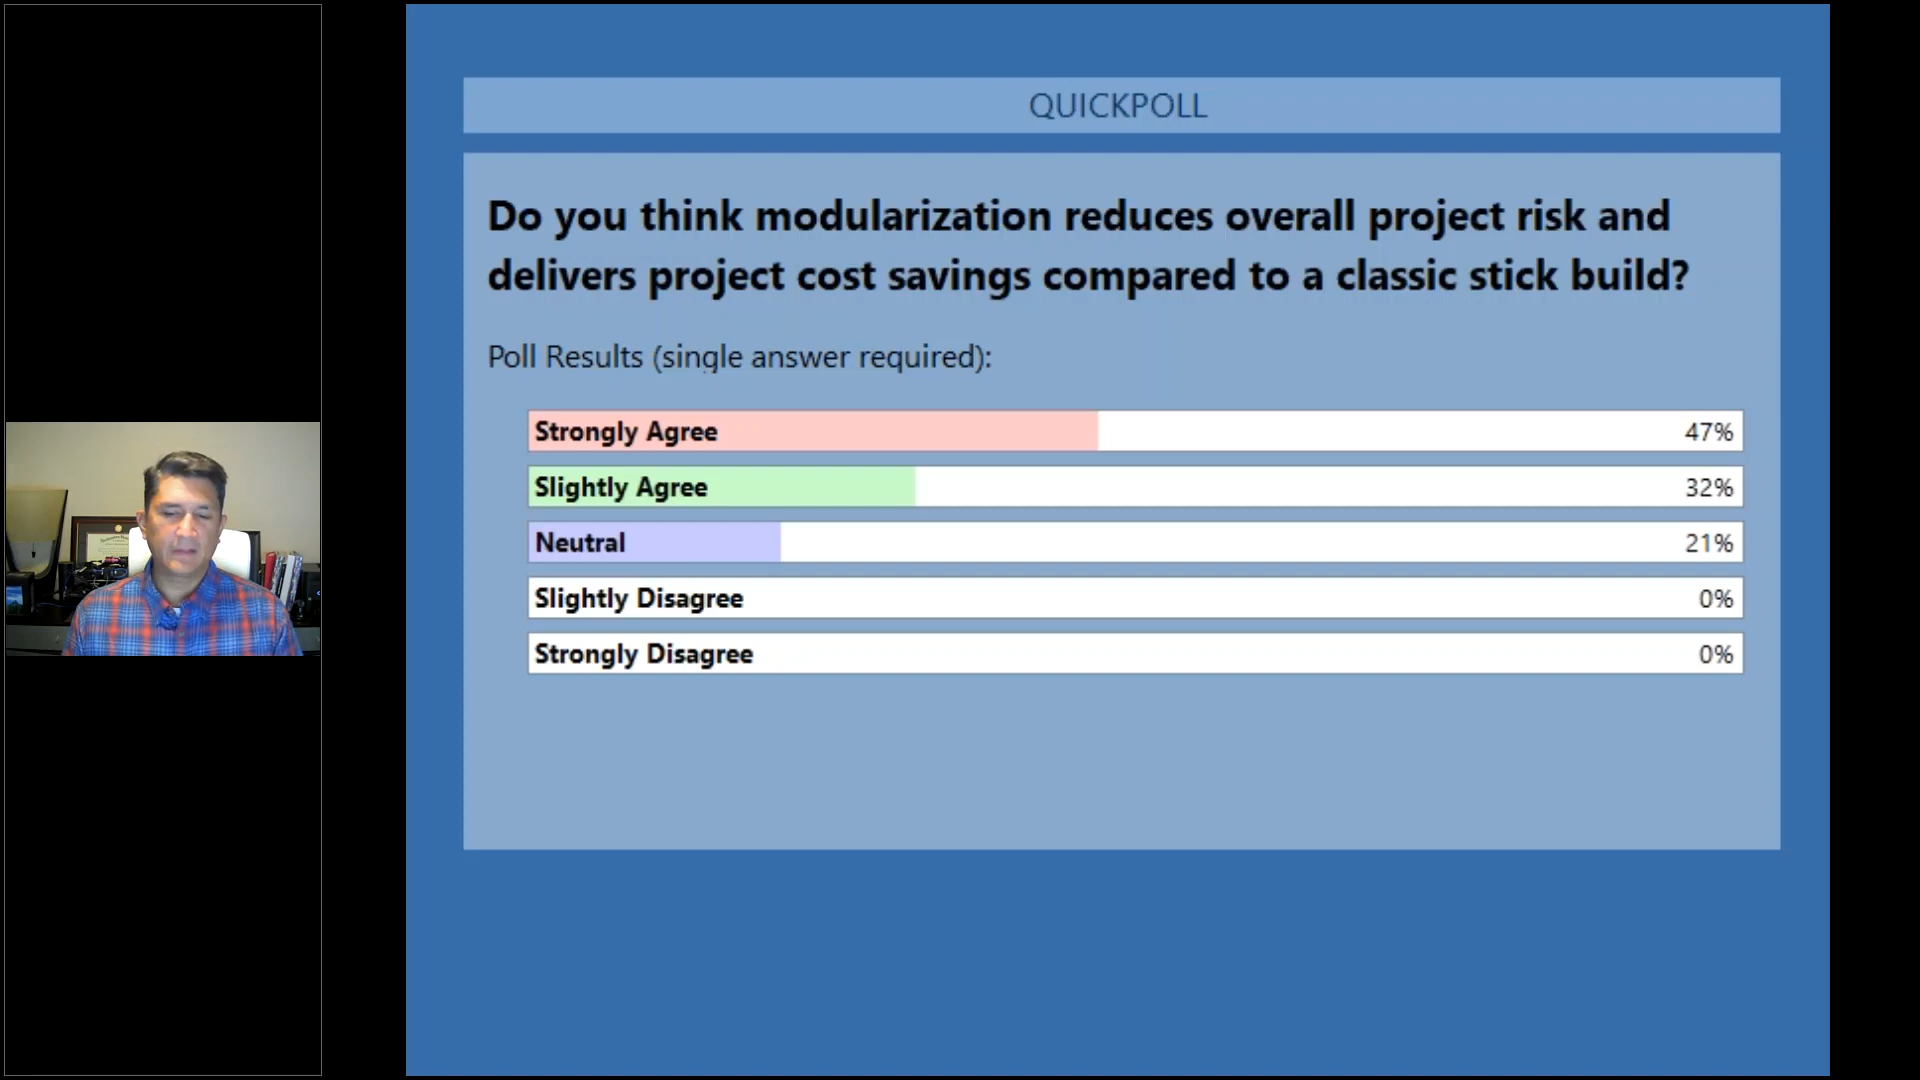 QUICKPOLL
Do you think modularization reduces overall project risk and
delivers project cost savings compared to a classic stick build?
Poll Results (single answer required):
Strongly Agree 47%
Slightly Agree 32%
Neutral 21%
Slightly Disagree 0%
Strongly Disagree 0%